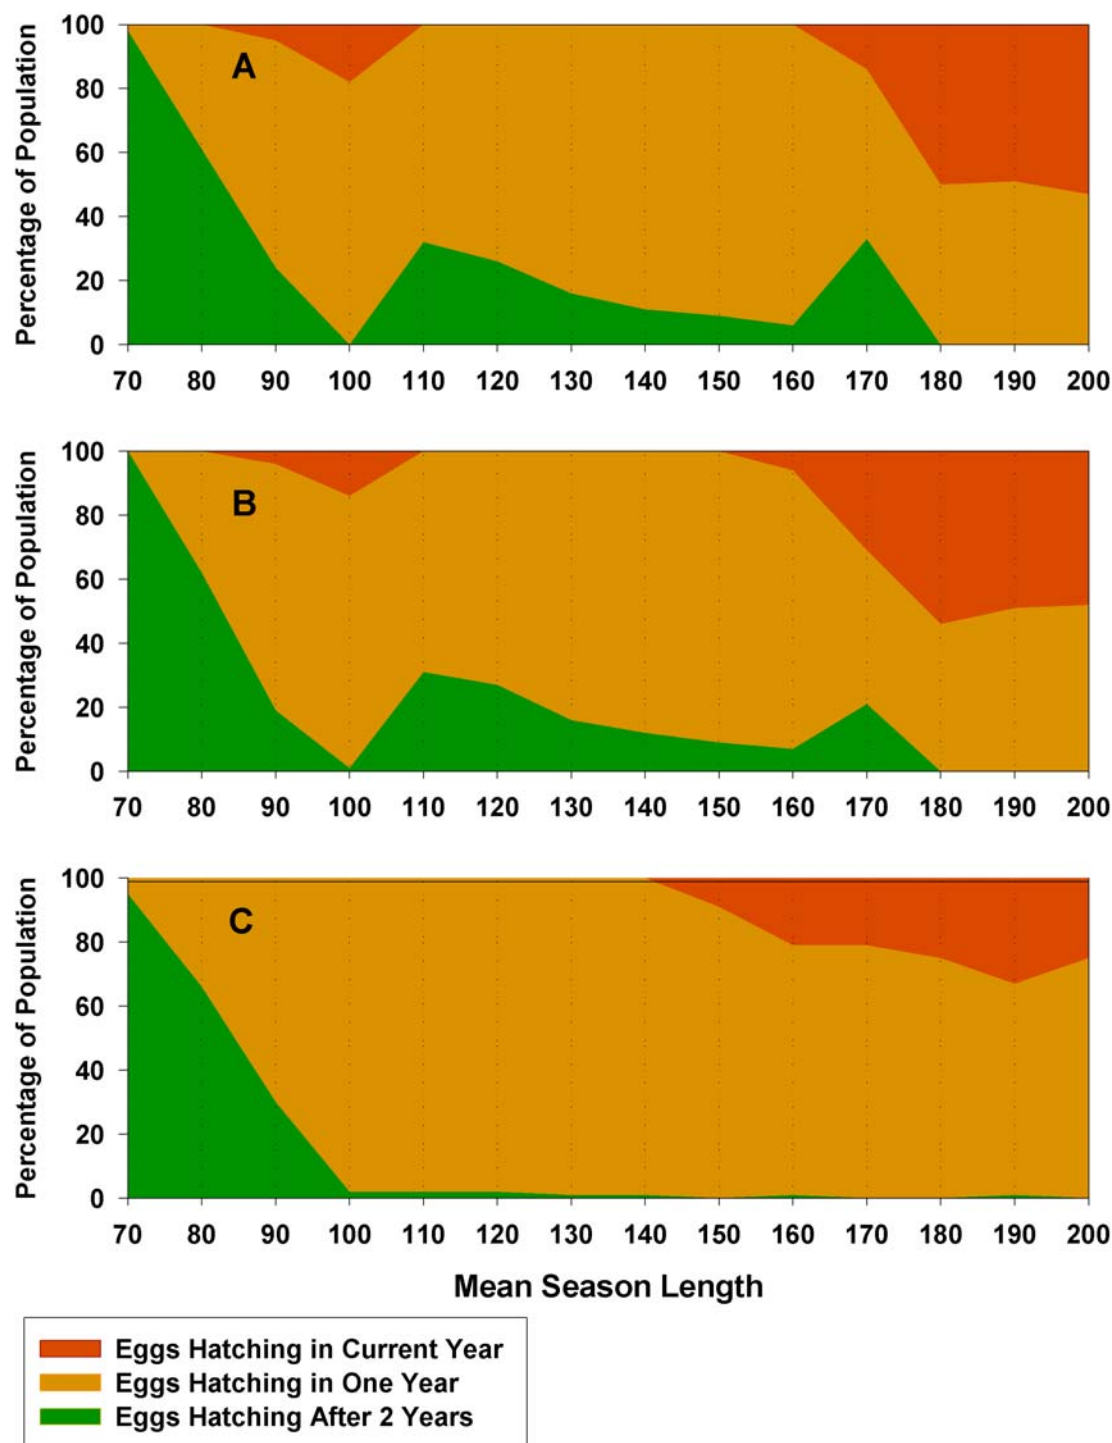 Percentage of Population
100
80
60
40
20
0
A
70 80 90 100 110 120 130 140 150 160 170 180 190 200
Percentage of Population
100
80
60
40
20
0
B
70 80 90 100 110 120 130 140 150 160 170 180 190 200
Percentage of Population
100
80
60
40
20
0
C
70 80 90 100 110 120 130 140 150 160 170 180 190 200
Mean Season Length
Eggs Hatching in Current Year
Eggs Hatching in One Year
Eggs Hatching After 2 Years